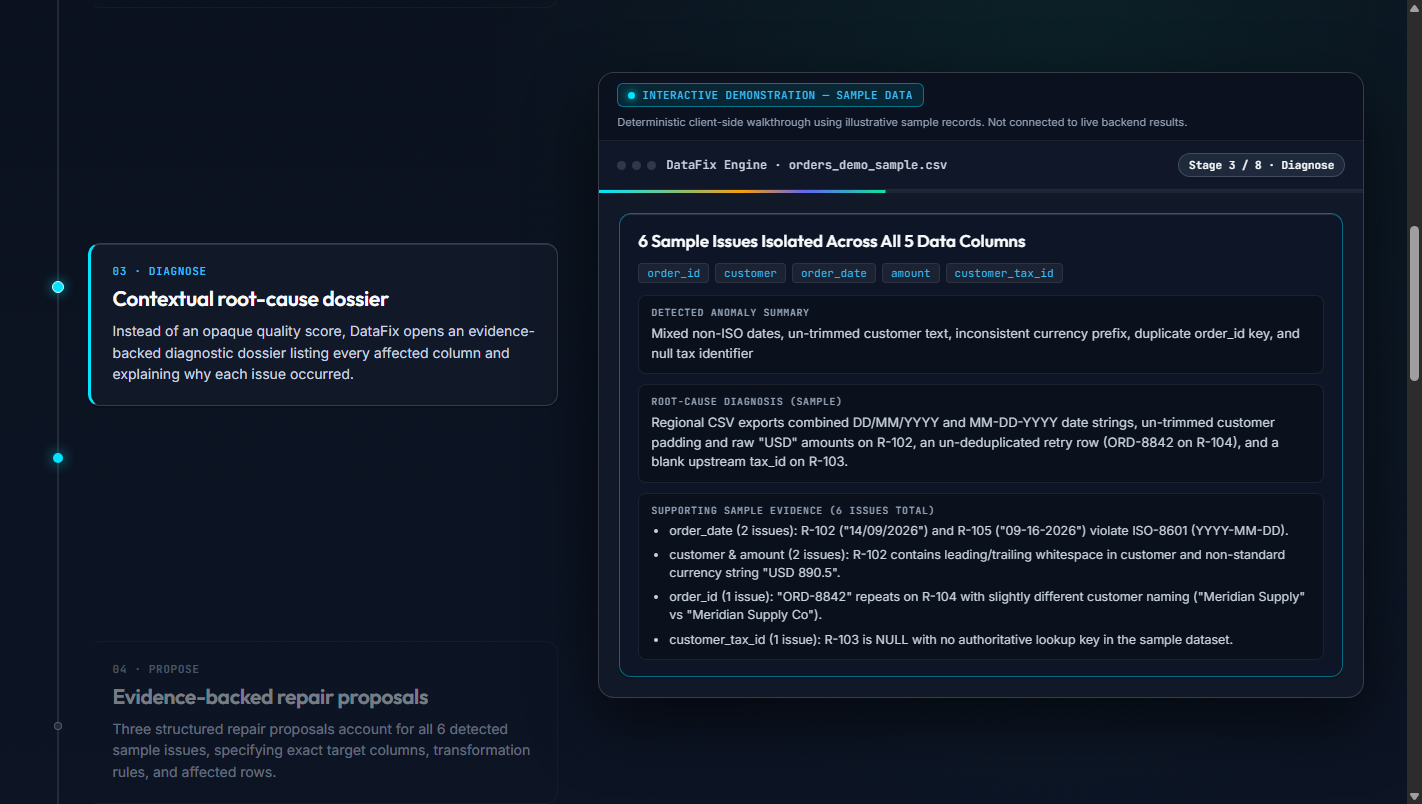 03 · DIAGNOSE
Contextual root-cause dossier
Instead of an opaque quality score, DataFix opens an evidence-
backed diagnostic dossier listing every affected column and
explaining why each issue occurred.
04 · PROPOSE
Evidence-backed repair proposals
Three structured repair proposals account for all 6 detected
sample issues, specifying exact target columns, transformation
rules, and affected rows.
INTERACTIVE DEMONSTRATION — SAMPLE DATA
Deterministic client-side walkthrough using illustrative sample records. Not connected to live backend results.
DataFix Engine · orders_demo_sample.csv
Stage 3 / 8 · Diagnose
6 Sample Issues Isolated Across All 5 Data Columns
order_id customer order_date amount customer_tax_id
DETECTED ANOMALY SUMMARY
Mixed non-ISO dates, un-trimmed customer text, inconsistent currency prefix, duplicate order_id key, and
null tax identifier
ROOT-CAUSE DIAGNOSIS (SAMPLE)
Regional CSV exports combined DD/MM/YYYY and MM-DD-YYYY date strings, un-trimmed customer
padding and raw "USD" amounts on R-102, an un-deduplicated retry row (ORD-8842 on R-104), and a
blank upstream tax_id on R-103.
SUPPORTING SAMPLE EVIDENCE (6 ISSUES TOTAL)
• order_date (2 issues): R-102 ("14/09/2026") and R-105 ("09-16-2026") violate ISO-8601 (YYYY-MM-DD).
• customer & amount (2 issues): R-102 contains leading/trailing whitespace in customer and non-standard
currency string "USD 890.5".
• order_id (1 issue): "ORD-8842" repeats on R-104 with slightly different customer naming ("Meridian Supply"
vs "Meridian Supply Co").
• customer_tax_id (1 issue): R-103 is NULL with no authoritative lookup key in the sample dataset.